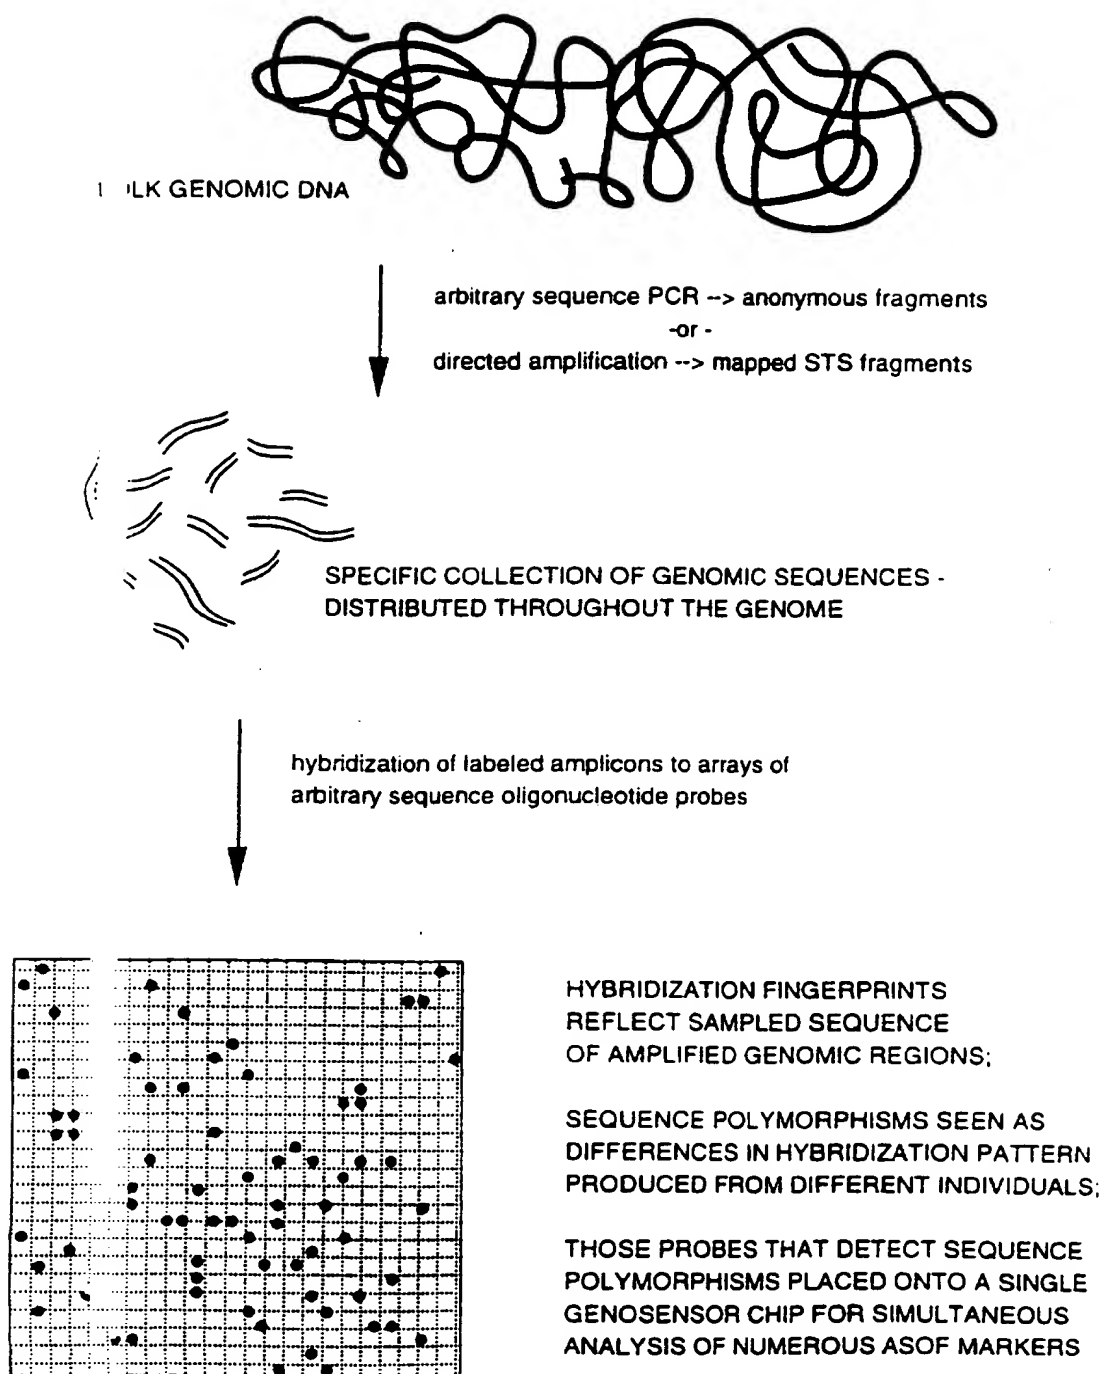 GENOMIC DNA
arbitrary sequence PCR --> anonymous fragments
-or -
directed amplification --> mapped STS fragments
SPECIFIC COLLECTION OF GENOMIC SEQUENCES -
DISTRIBUTED THROUGHOUT THE GENOME
hybridization of labeled amplicons to arrays of
arbitrary sequence oligonucleotide probes
HYBRIDIZATION FINGERPRINTS
REFLECT SAMPLED SEQUENCE
OF AMPLIFIED GENOMIC REGIONS;
SEQUENCE POLYMORPHISMS SEEN AS
DIFFERENCES IN HYBRIDIZATION PATTERN
PRODUCED FROM DIFFERENT INDIVIDUALS;
THOSE PROBES THAT DETECT SEQUENCE
POLYMORPHISMS PLACED ONTO A SINGLE
GENOSENSOR CHIP FOR SIMULTANEOUS
ANALYSIS OF NUMEROUS ASOF MARKERS